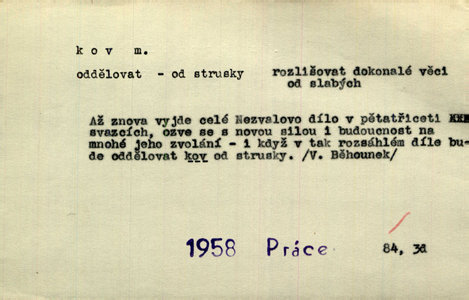 kov m.
oddělovat - od strusky rozlišovat dokonalé věci
od slabých
Až znova vyjde celé Nezvalovo dílo v pětatřiceti
svazcích, ozve se s novou silou i budoucnost na
mnohé jeho zvolání - i když v tak rozsáhlém díle bu-
de oddělovat kov od strusky. /V. Běhounek/
1958 Práce 84, 3d